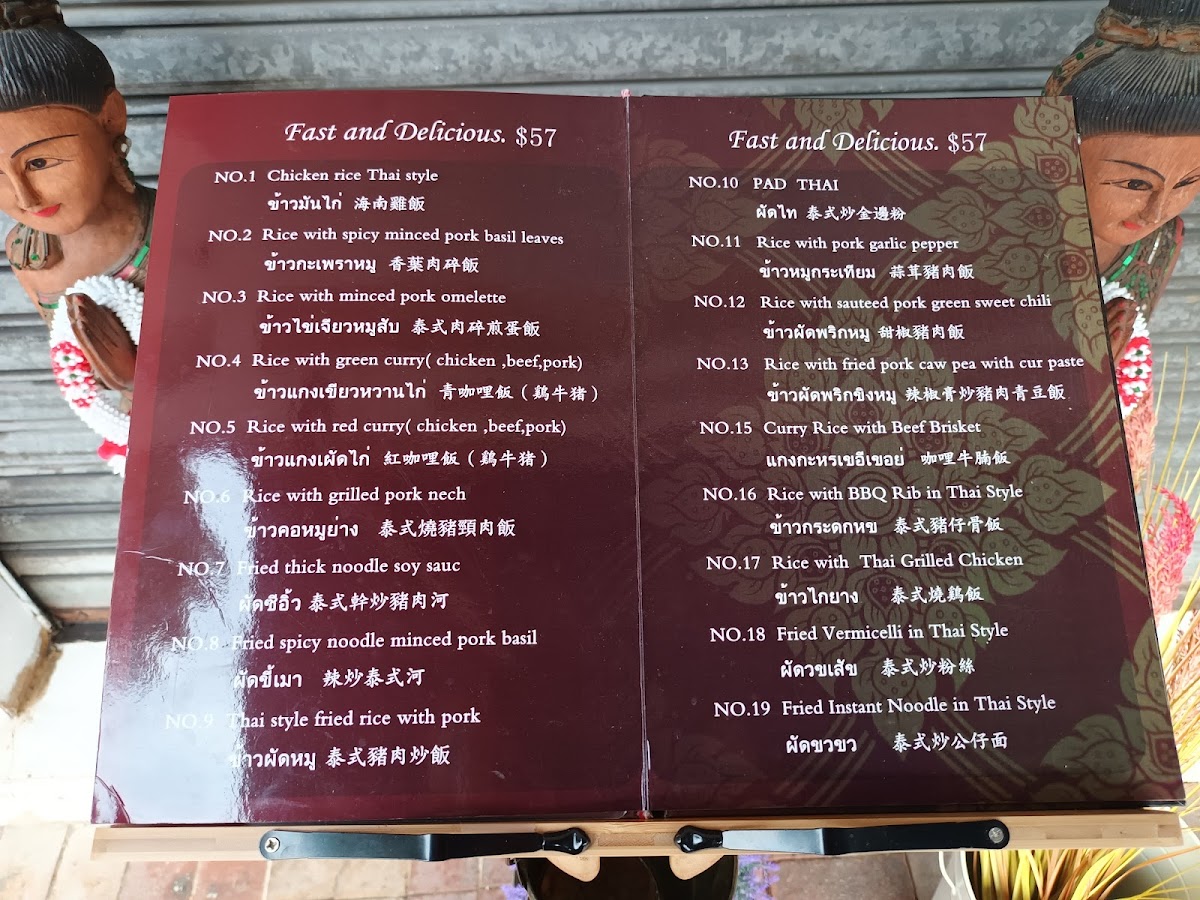 Fast and Delicious. $57
NO.1 Chicken rice Thai style
ข้าวมันไก่ 海南雞飯
NO.2 Rice with spicy minced pork basil leaves
ข้าวกะเพราหมู 香葉肉碎飯
NO.3 Rice with minced pork omelette
ข้าวไข่เจียวหมูสับ 泰式肉碎煎蛋飯
NO.4 Rice with green curry( chicken ,beef,pork)
ข้าวแกงเขียวหวานไก่ 青咖哩飯（鷄牛猪）
NO.5 Rice with red curry( chicken ,beef,pork)
ข้าวแกงเผ็ดไก่ 紅咖哩飯（鷄牛猪）
NO.6 Rice with grilled pork nech
ข้าวคอหมูย่าง 泰式燒豬頸肉飯
NO.7 Fried thick noodle soy sauc
ผัดซีอิ้ว 泰式幹炒豬肉河
NO.8 Fried spicy noodle minced pork basil
ผัดขี้เมา 辣炒泰式河
NO.9 Thai style fried rice with pork
ข้าวผัดหมู 泰式豬肉炒飯
Fast and Delicious. $57
NO.10 PAD THAI
ผัดไท 泰式炒金邊粉
NO.11 Rice with pork garlic pepper
ข้าวหมูกระเทียม 蒜茸豬肉飯
NO.12 Rice with sauteed pork green sweet chili
ข้าวผัดพริกหมู 甜椒豬肉飯
NO.13 Rice with fried pork caw pea with cur paste
ข้าวผัดพริกขิงหมู 辣椒膏炒豬肉青豆飯
NO.15 Curry Rice with Beef Brisket
แกงกะหรเขอีเขอย่ 咖哩牛腩飯
NO.16 Rice with BBQ Rib in Thai Style
ข้าวกระดกหข 泰式豬仔骨飯
NO.17 Rice with Thai Grilled Chicken
ข้าวไกยาง 泰式燒鷄飯
NO.18 Fried Vermicelli in Thai Style
ผัดวขเส้ข 泰式炒粉絲
NO.19 Fried Instant Noodle in Thai Style
ผัดขวขว 泰式炒公仔面